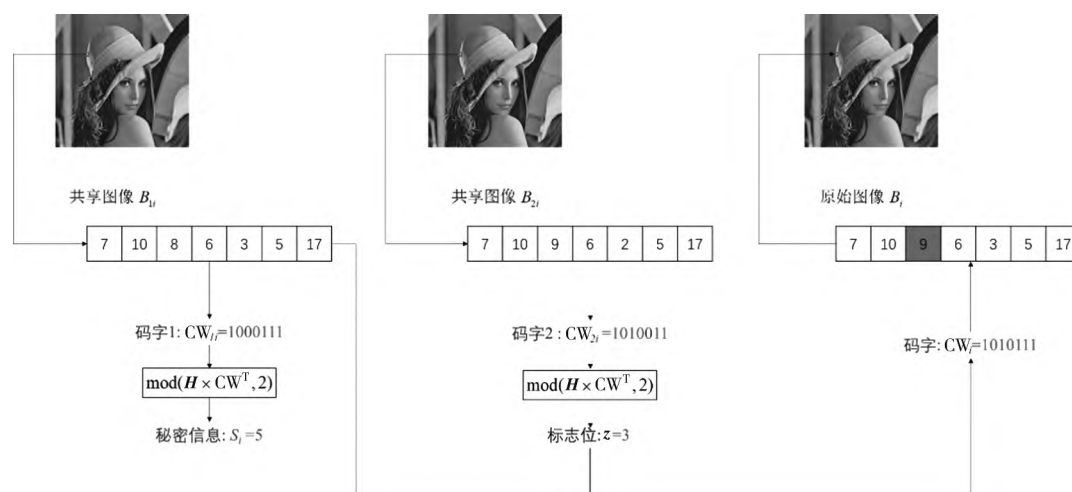 共享图像 B1i
7 10 8 6 3 5 17
码字1: CW1i=1000111
mod(H × CW^T, 2)
秘密信息: Si=5
共享图像 B2i
7 10 9 6 2 5 17
码字2 : CW2i=1010011
mod(H × CW^T, 2)
标志位: z=3
原始图像 Bi
7 10 9 6 3 5 17
码字: CWi=1010111